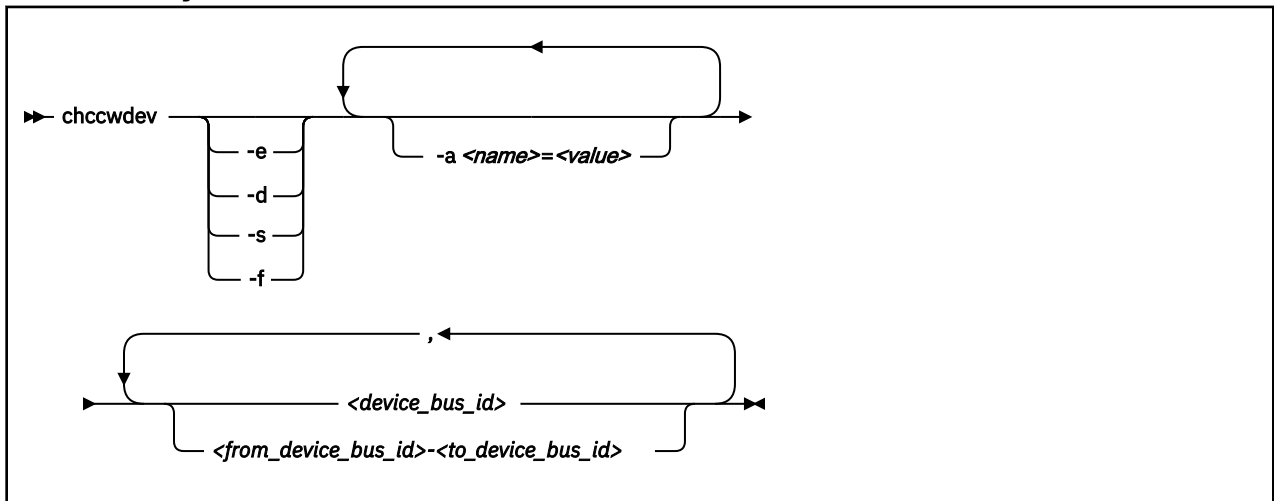 chccwdev
-e
-d
-s
-f
-a <name>=<value>
,
<device_bus_id>
<from_device_bus_id>-<to_device_bus_id>